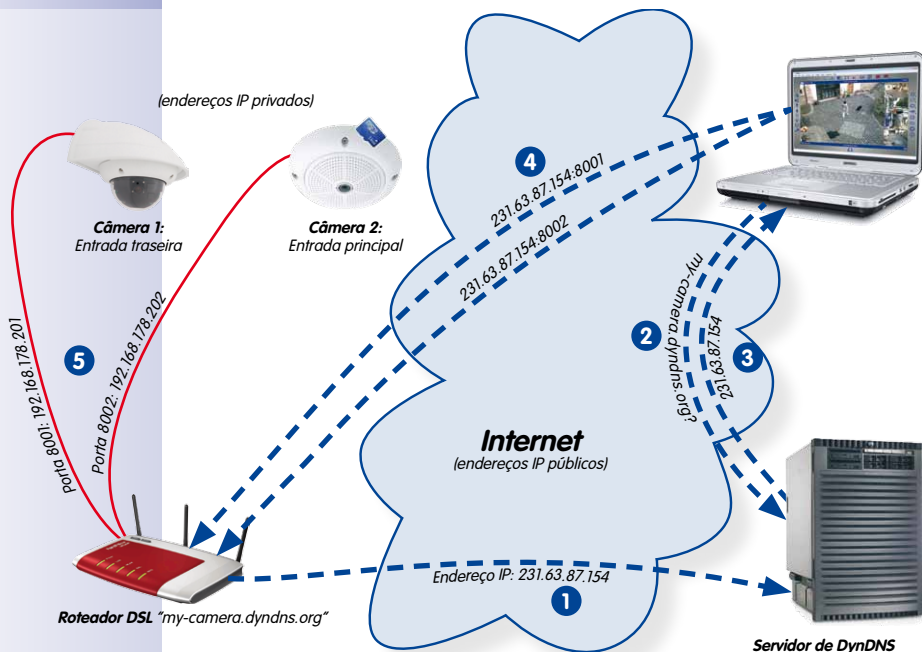 (endereços IP privados)
Câmera 1:
Entrada traseira
Câmera 2:
Entrada principal
4
231.63.87.154:8001
231.63.87.154:8002
my-camera.dyndns.org?
2
231.63.87.154
3
5
Porta 8001: 192.168.178.201
Porta 8002: 192.168.178.202
Internet
(endereços IP públicos)
Endereço IP: 231.63.87.154
1
Roteador DSL "my-camera.dyndns.org"
Servidor de DynDNS